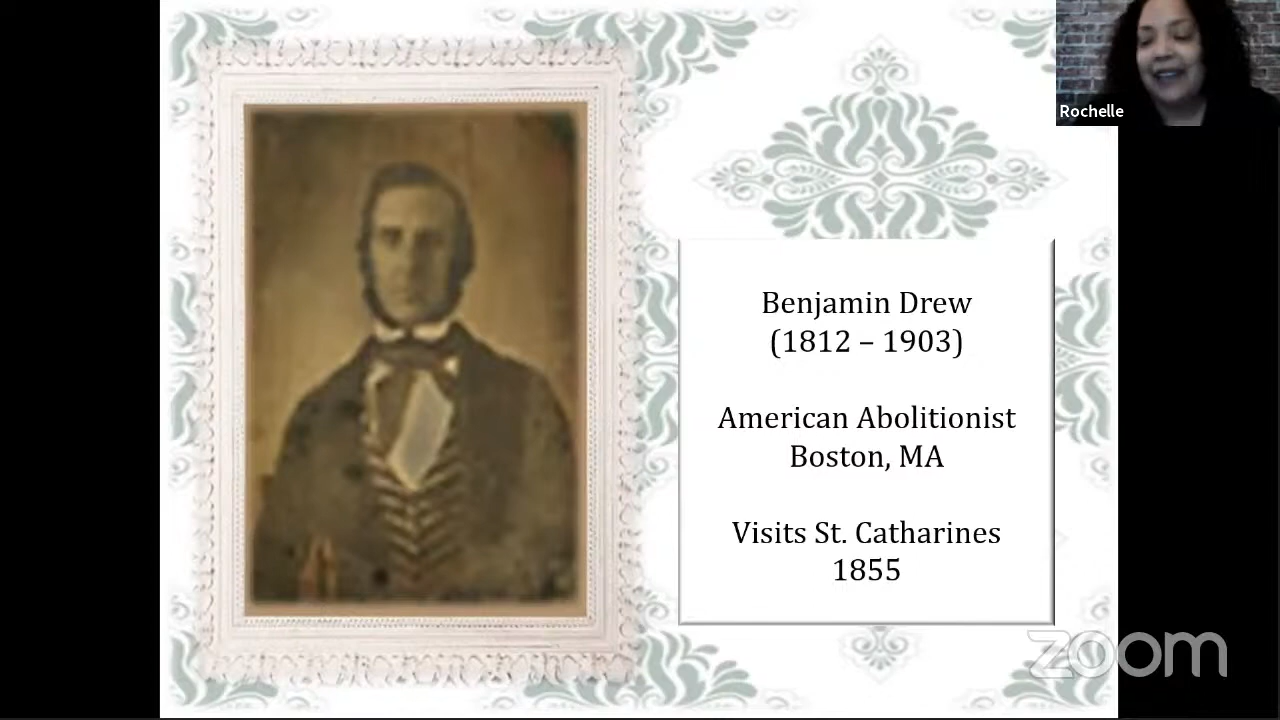 Rochelle
Benjamin Drew
(1812 – 1903)
American Abolitionist
Boston, MA
Visits St. Catharines
1855
zoom